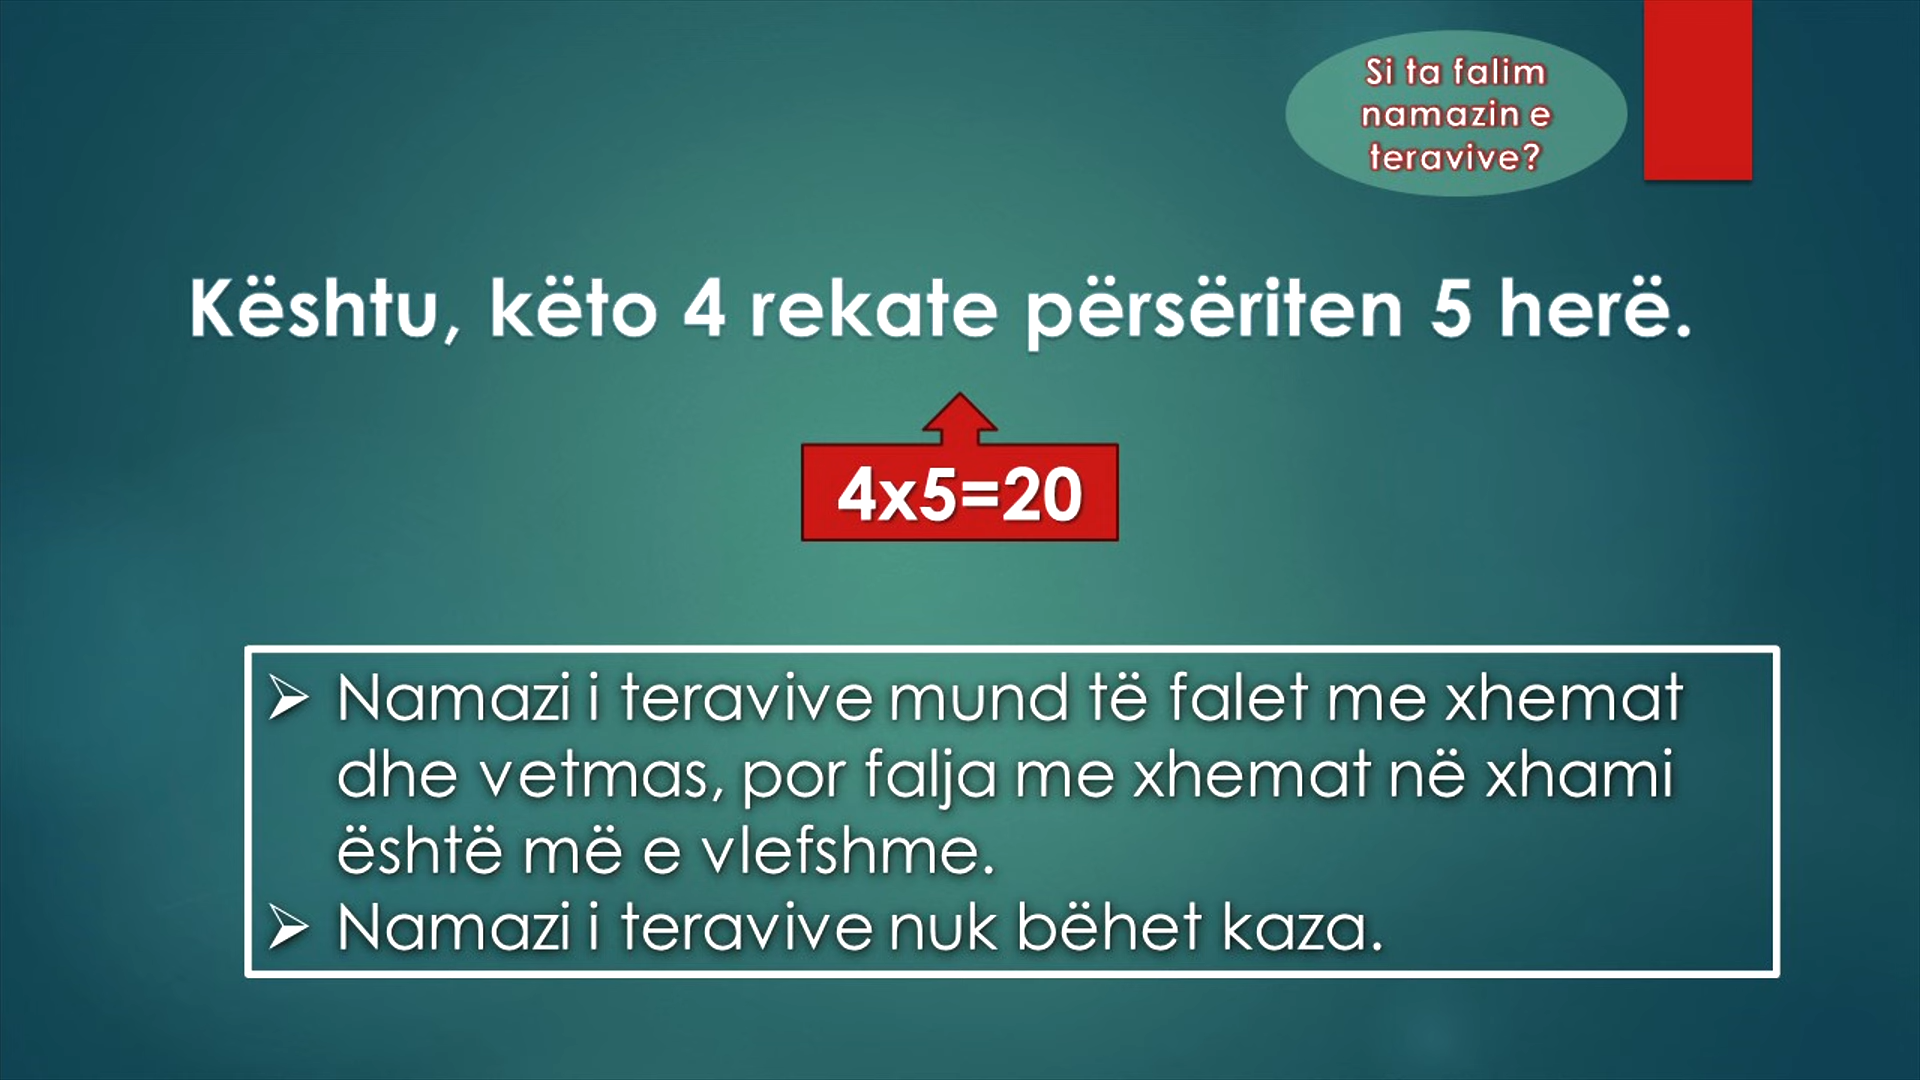 Si ta falim
namazin e
teravive?
Kështu, këto 4 rekate përsëriten 5 herë.
4x5=20
➢ Namazi i teravive mund të falet me xhemat
dhe vetmas, por falja me xhemat në xhami
është më e vlefshme.
➢ Namazi i teravive nuk bëhet kaza.